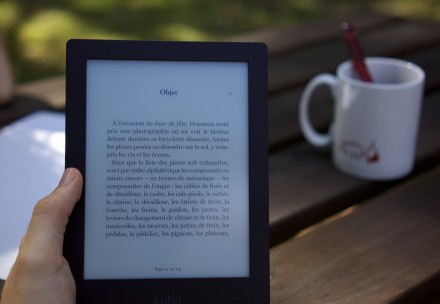 Objet
À l'occasion de Jour de fête, Doisneau avait
pris une photographie où on voit le facteur
debout derrière sa bicyclette démontée, toutes
les pièces posées en désordre sur le sol, y com-
pris les vis et les écrous.
Sans que la liste des pièces soit exhaustive,
voici par ordre alphabétique les composantes ou
mieux encore – en termes de mécanique – les
composantes de l'engin : les câbles de frein et
de dérailleur, le cadre, les cale-pieds, le carter,
la chaîne, le dérailleur, les étriers de frein, la
fourche, les freins, le guidon, les jantes, les
leviers de changement de vitesse et de frein, les
manivelles, les moyeux, les patins de frein, les
pédales, le pédalier, les pignons, les plateaux,